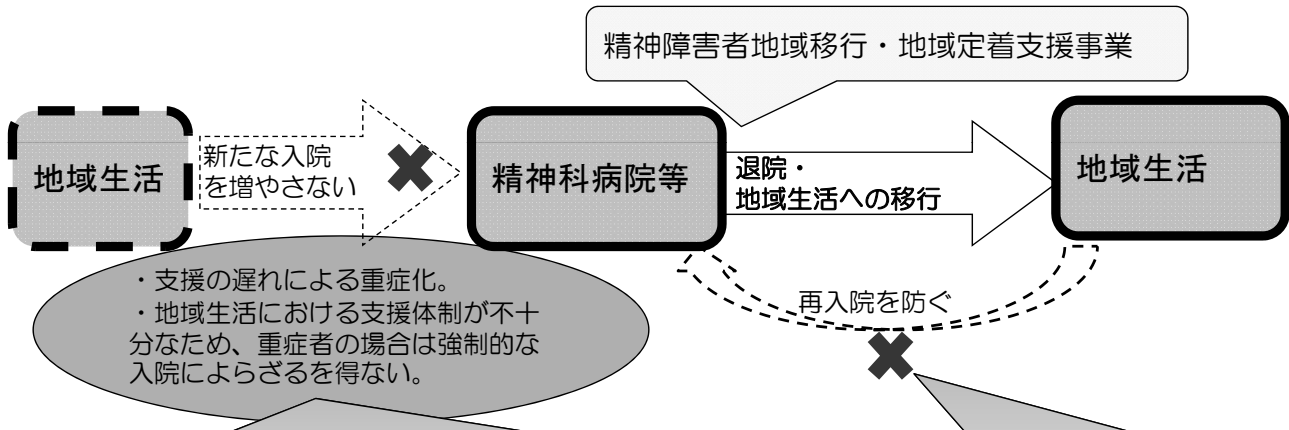 精神障害者地域移行・地域定着支援事業
地域生活
新たな入院
を増やさない
精神科病院等
退院・
地域生活への移行
地域生活
・支援の遅れによる重症化。
・地域生活における支援体制が不十
分なため、重症者の場合は強制的な
入院によらざるを得ない。
再入院を防ぐ